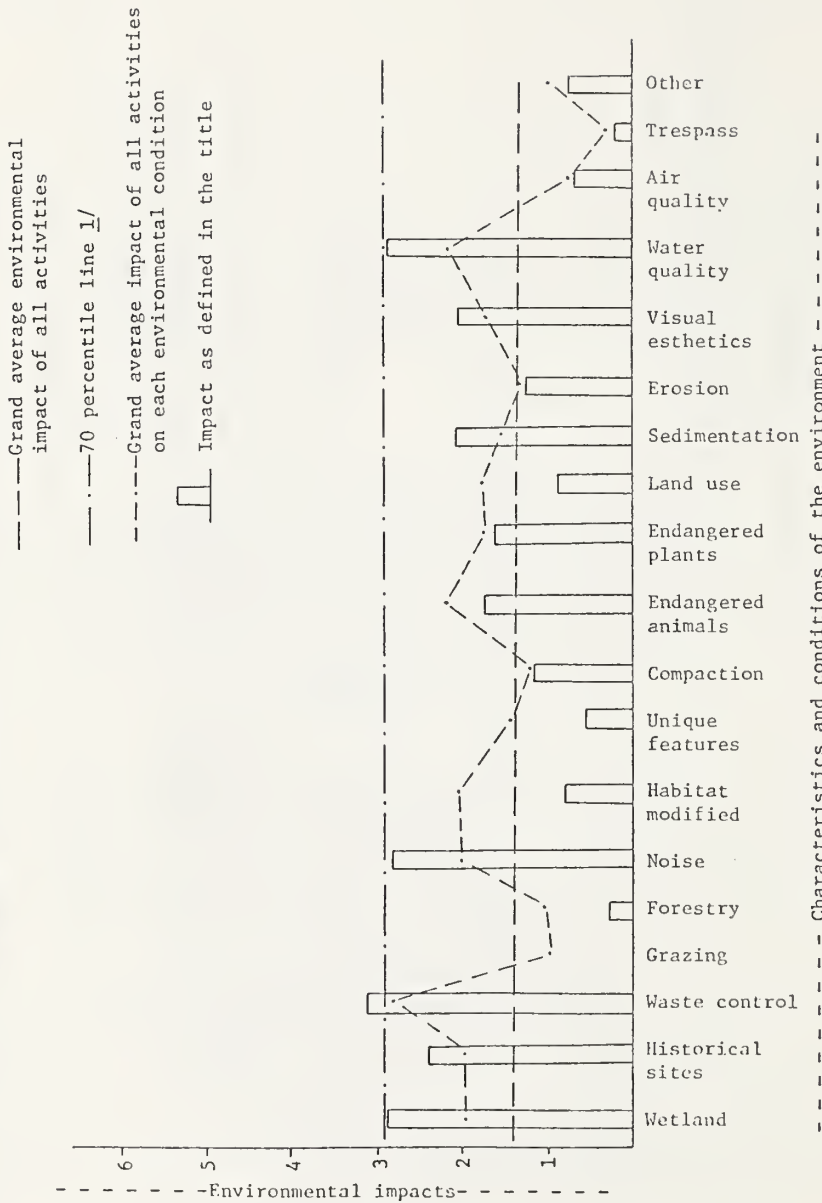 Grand average environmental
impact of all activities
70 percentile line 1/
Grand average impact of all activities
on each environmental condition
Impact as defined in the title
6
5
4
3
2
1
- - - - - - - -Environmental impacts- - - - - - - -
Wetland
Historical
sites
Waste control
Grazing
Forestry
Noise
Habitat
modified
Unique
features
Compaction
Endangered
animals
Endangered
plants
Land use
Sedimentation
Erosion
Visual
esthetics
Water
quality
Air
quality
Trespass
Other
- - - - - - - - Characteristics and conditions of the environment - - - - - - - -